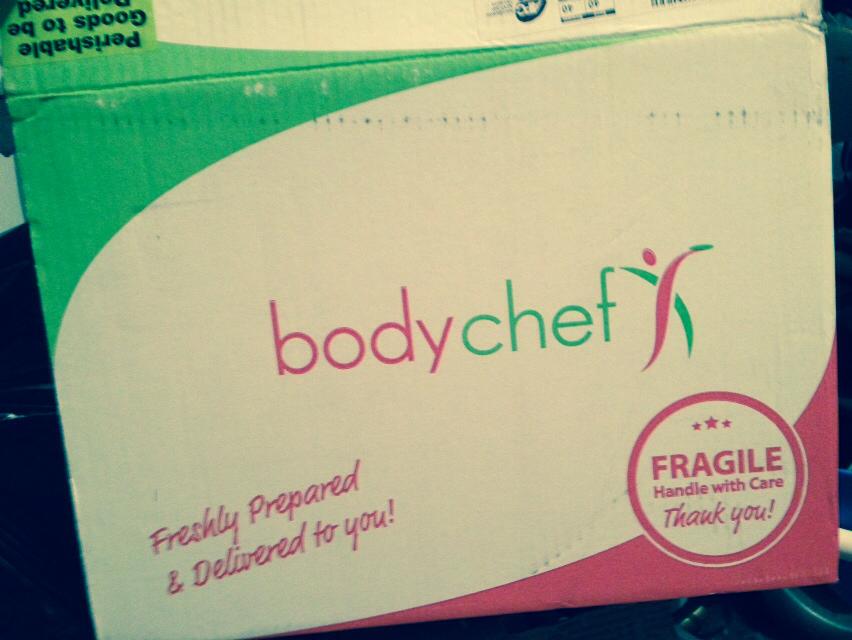 Perishable
Goods to be
Delivered
bodychef
Freshly Prepared
& Delivered to you!
FRAGILE
Handle with Care
Thank you!